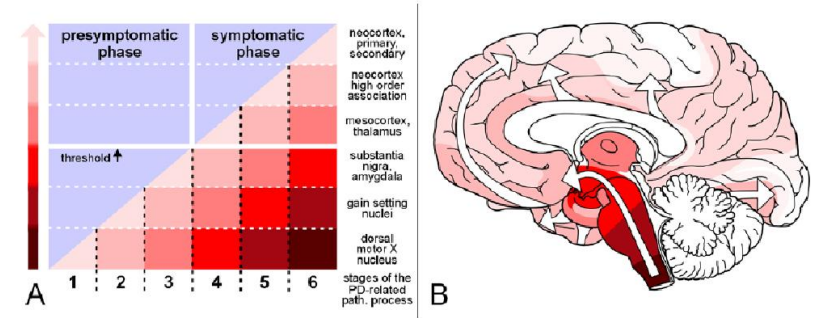 presymptomatic
phase
symptomatic
phase
neocortex,
primary,
secondary
neocortex
high order
association
mesocortex,
thalamus
threshold
substantia
nigra,
amygdala
gain setting
nuclei
dorsal
motor X
nucleus
1 2 3 4 5 6
stages of the
PD-related
path. process
A
B